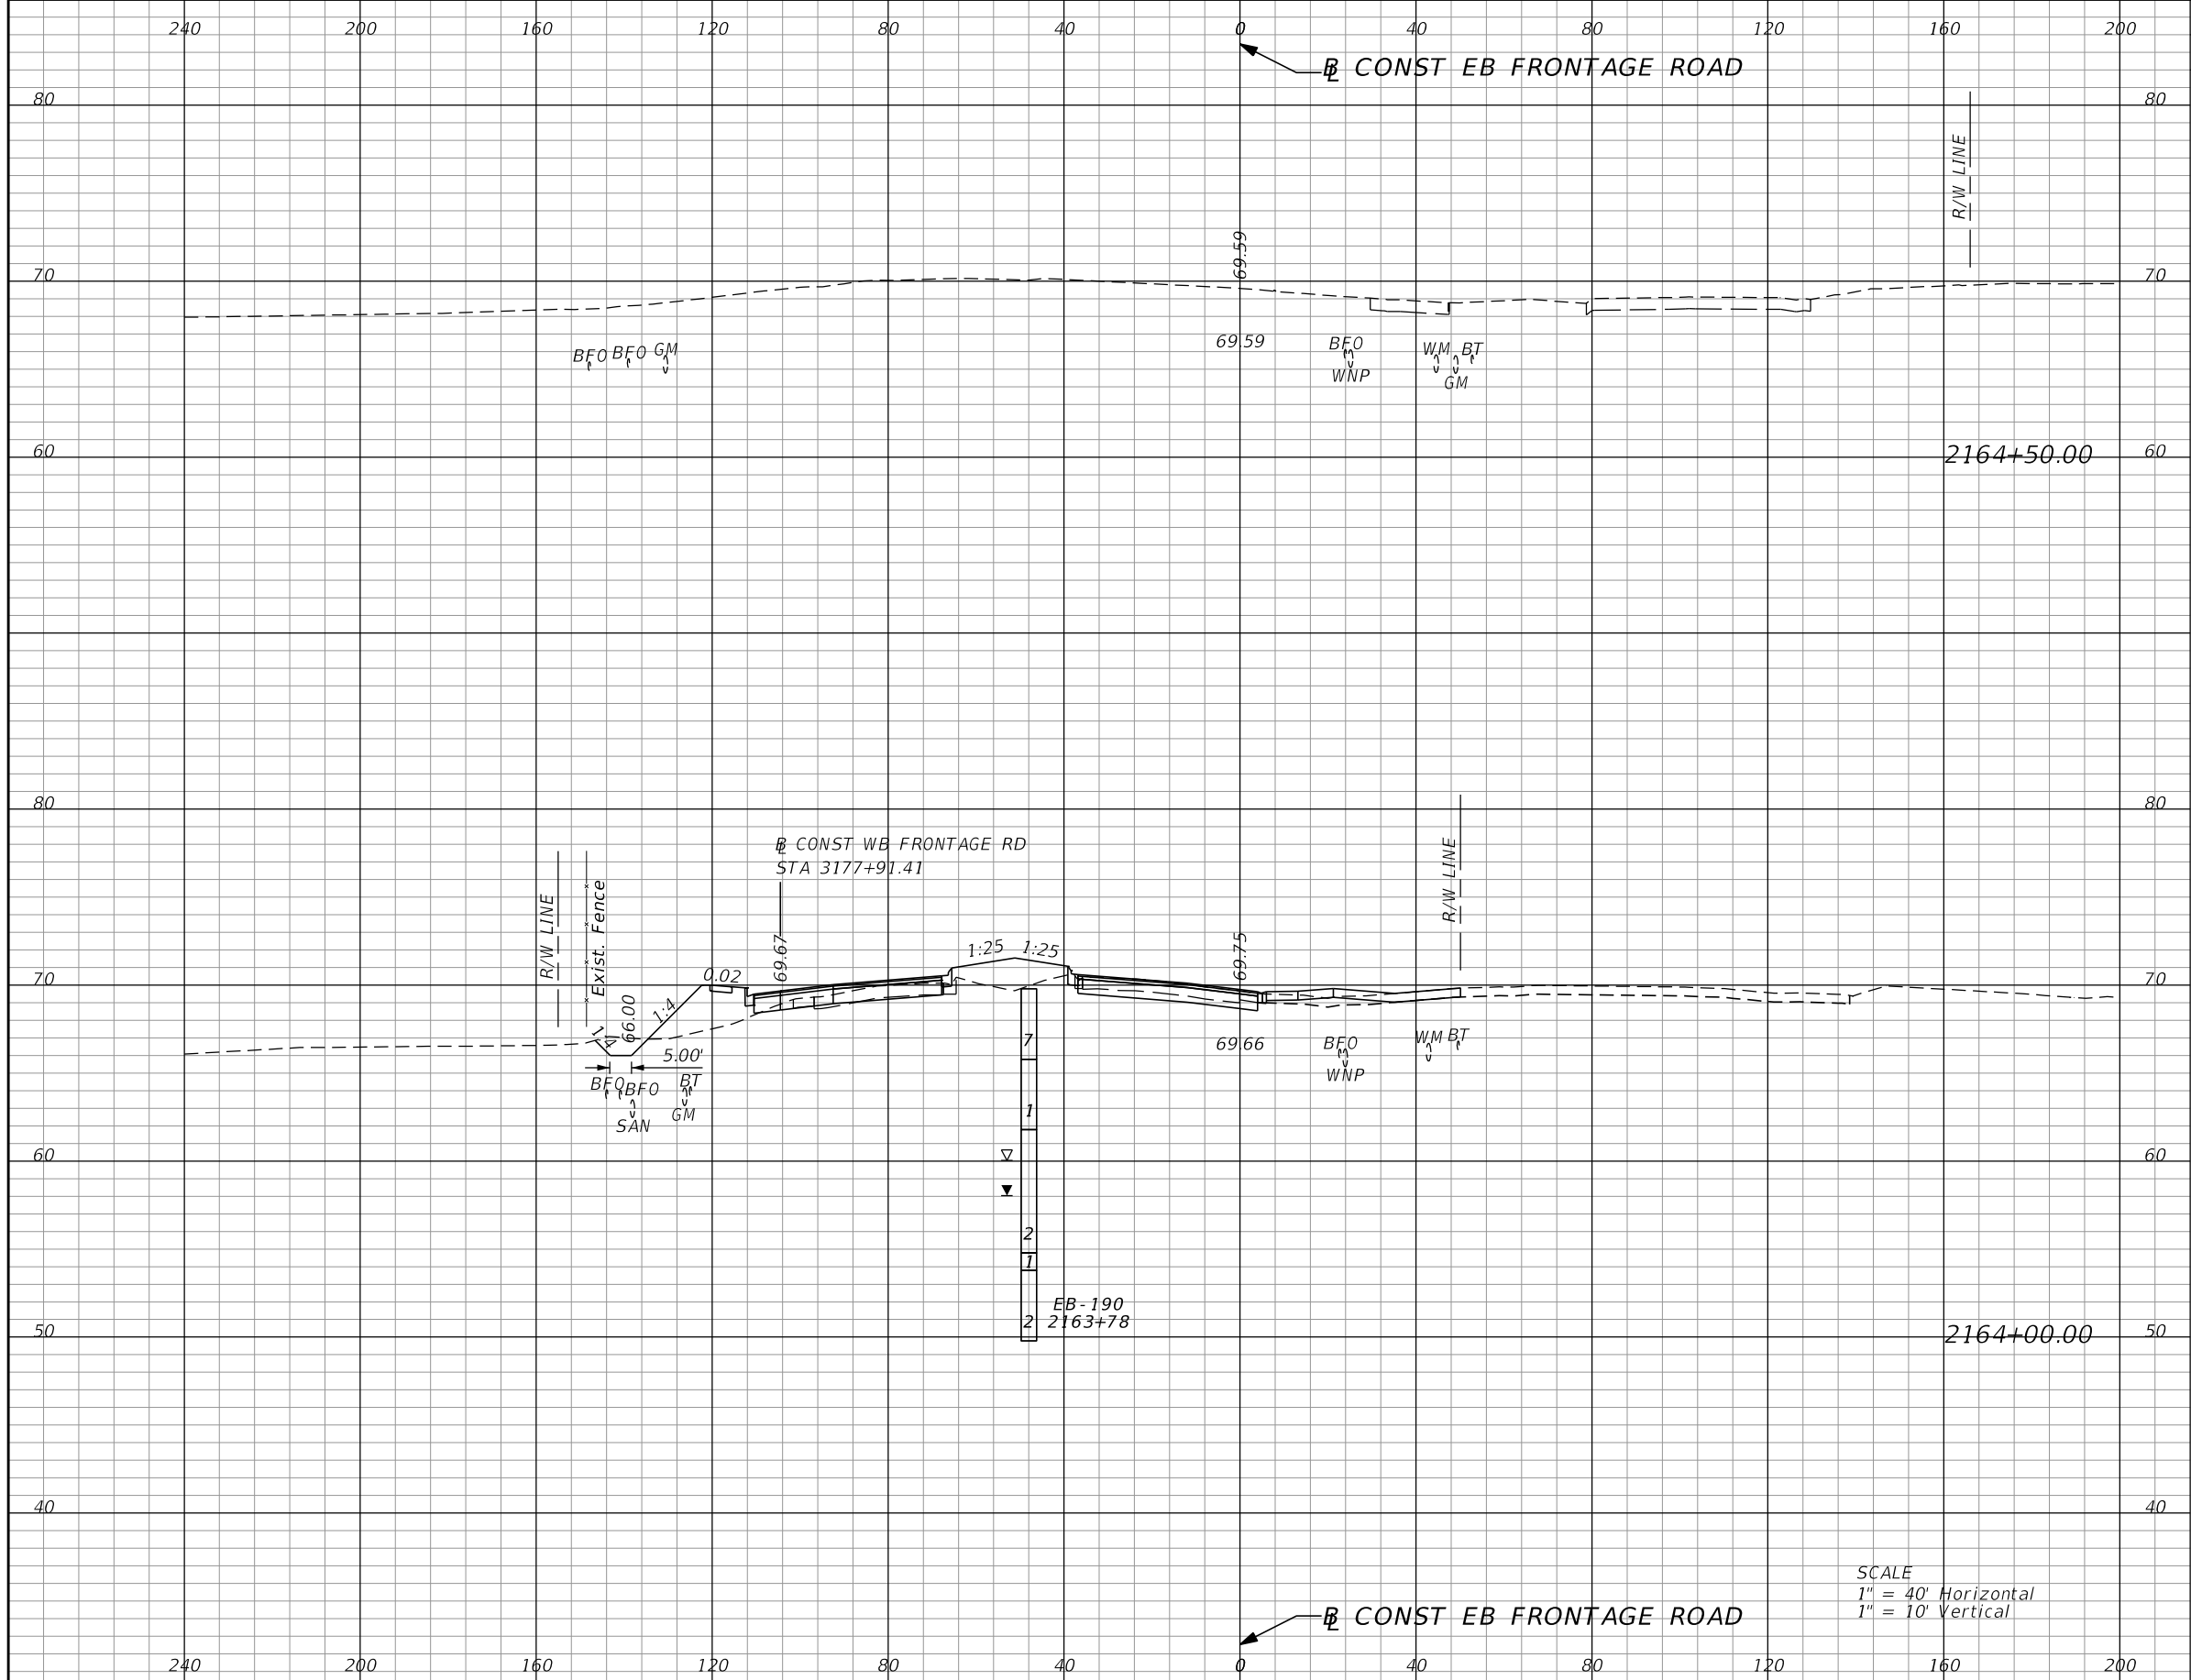 240 200 160 120 80 40 0 40 80 120 160 200
BL CONST EB FRONTAGE ROAD
80 80
R/W LINE
69.59
70 70
BFO BFO GM 69.59 BFO WM BT
WNP GM
60 2164+50.00 60
80 80
BL CONST WB FRONTAGE RD
STA 3177+91.41
R/W LINE
Exist. Fence
R/W LINE
69.67
69.75
1:25 1:25
70 0.02 70
1:4
66.00
1:4
5.00'
69.66 BFO WM BT
WNP
BFO BFO BT
SAN GM
7
1
60 60
2
1
EB-190
2 2163+78
50 2164+00.00 50
40 40
SCALE
1" = 40' Horizontal
1" = 10' Vertical
BL CONST EB FRONTAGE ROAD
240 200 160 120 80 40 0 40 80 120 160 200